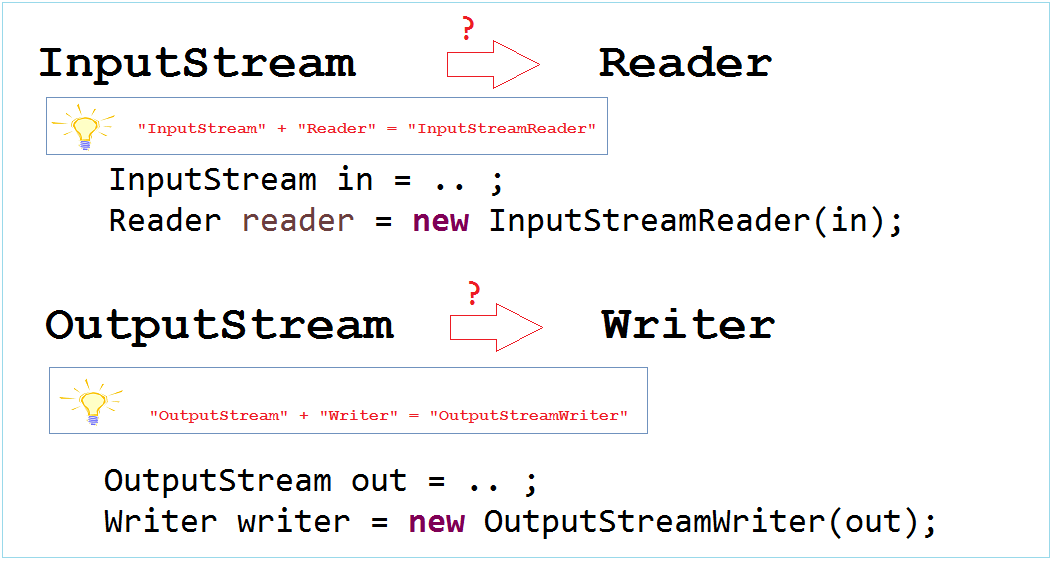 ?
InputStream Reader
"InputStream" + "Reader" = "InputStreamReader"
InputStream in = .. ;
Reader reader = new InputStreamReader(in);
?
OutputStream Writer
"OutputStream" + "Writer" = "OutputStreamWriter"
OutputStream out = .. ;
Writer writer = new OutputStreamWriter(out);